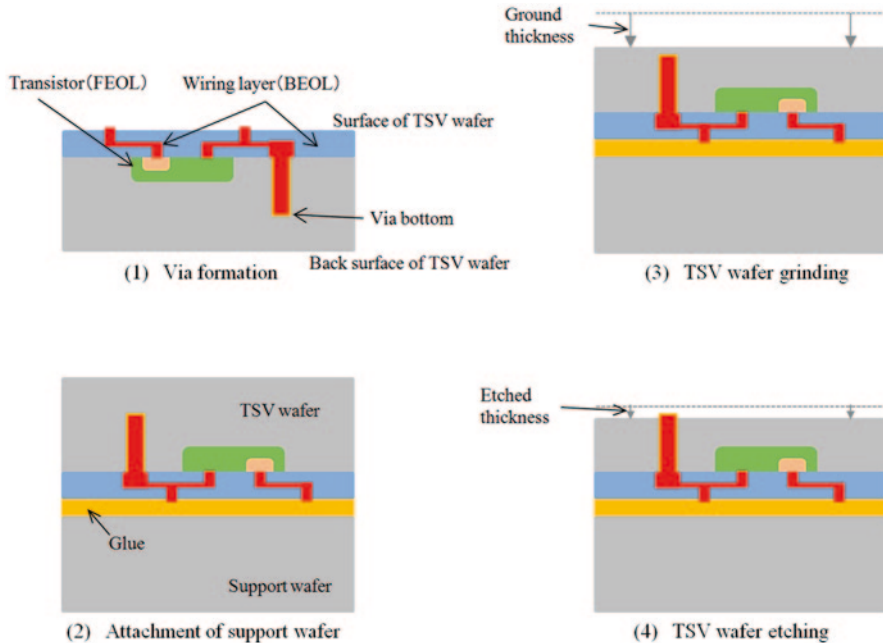 Transistor(FEOL)
Wiring layer(BEOL)
Surface of TSV wafer
Via bottom
Back surface of TSV wafer
(1) Via formation
Ground
thickness
(3) TSV wafer grinding
TSV wafer
Glue
Support wafer
(2) Attachment of support wafer
Etched
thickness
(4) TSV wafer etching